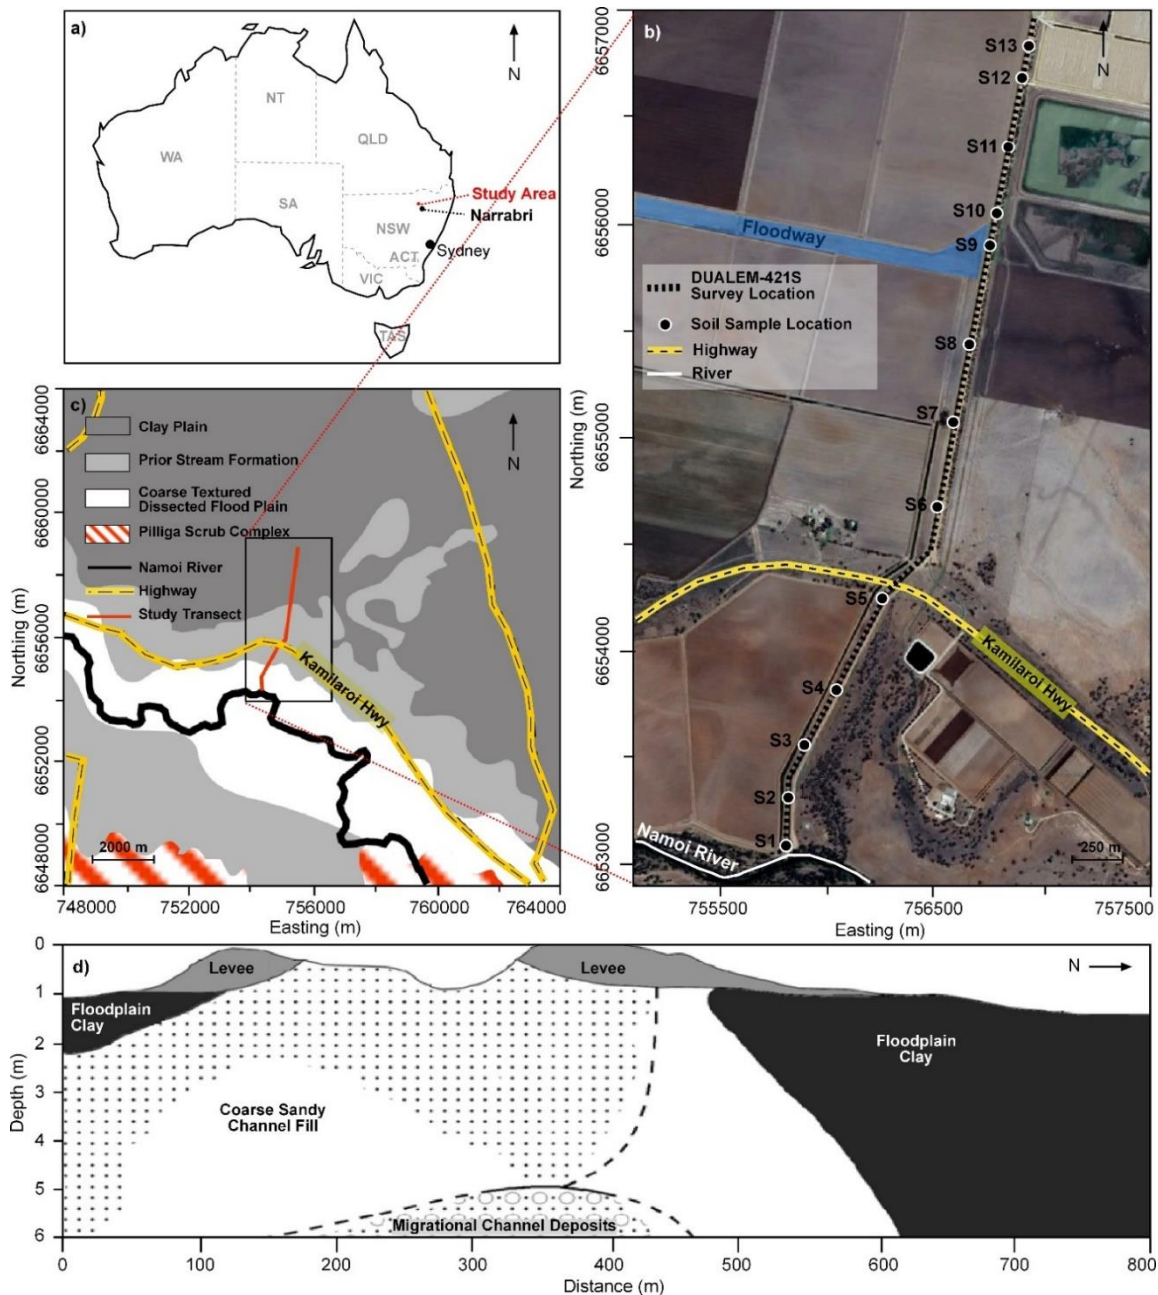 a)
N
NT
QLD
WA
SA
Study Area
Narrabri
NSW
Sydney
ACT
VIC
TAS
b)
N
S13
S12
S11
S10
S9
Floodway
DUALEM-421S
Survey Location
Soil Sample Location
Highway
River
S8
S7
S6
S5
S4
S3
S2
S1
Kamilaroi Hwy
Namoi River
250 m
6657000
6656000
6655000
6654000
6653000
Northing (m)
755500
766500
757500
Easting (m)
c)
N
Clay Plain
Prior Stream Formation
Coarse Textured
Dissected Flood Plain
Pilliga Scrub Complex
Namoi River
Highway
Study Transect
Kamilaroi Hwy
2000 m
6664000
6660000
6656000
6652000
6648000
Northing (m)
748000
752000
756000
760000
764000
Easting (m)
d)
N
Levee
Levee
Floodplain
Clay
Floodplain
Clay
Coarse Sandy
Channel Fill
Migrational Channel Deposits
0
1
2
3
4
5
6
Depth (m)
0
100
200
300
400
500
600
700
800
Distance (m)